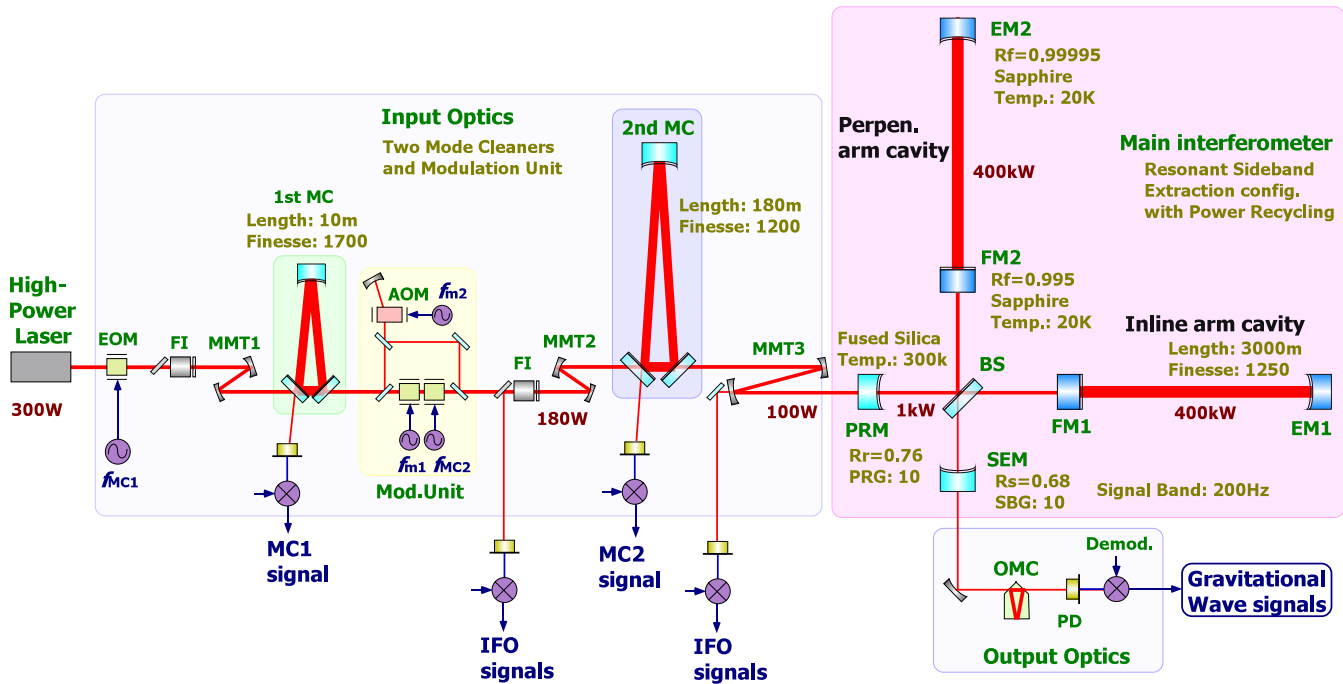 High-
Power
Laser
300W
EOM
fMC1
FI
MMT1
Input Optics
Two Mode Cleaners
and Modulation Unit
1st MC
Length: 10m
Finesse: 1700
MC1
signal
AOM
fm2
fm1
fMC2
Mod.Unit
FI
180W
IFO
signals
MMT2
2nd MC
Length: 180m
Finesse: 1200
MC2
signal
MMT3
100W
IFO
signals
EM2
Rf=0.99995
Sapphire
Temp.: 20K
Perpen.
arm cavity
400kW
Main interferometer
Resonant Sideband
Extraction config.
with Power Recycling
FM2
Rf=0.995
Sapphire
Temp.: 20K
Fused Silica
Temp.: 300k
PRM
Rr=0.76
PRG: 10
1kW
BS
Inline arm cavity
Length: 3000m
Finesse: 1250
FM1
400kW
EM1
SEM
Rs=0.68
SBG: 10
Signal Band: 200Hz
OMC
PD
Demod.
Gravitational
Wave signals
Output Optics